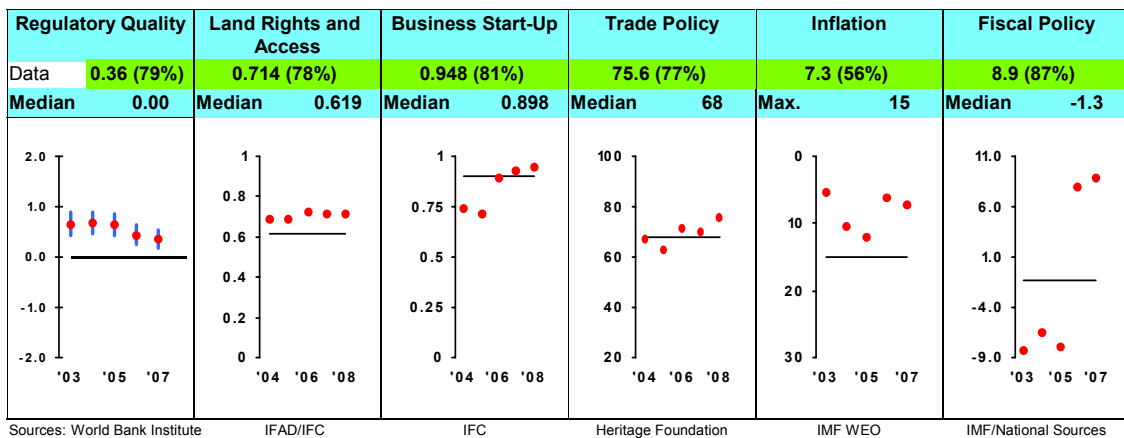 Regulatory Quality
Land Rights and
Access
Business Start-Up
Trade Policy
Inflation
Fiscal Policy
Data 0.36 (79%) 0.714 (78%) 0.948 (81%) 75.6 (77%) 7.3 (56%) 8.9 (87%)
Median 0.00 Median 0.619 Median 0.898 Median 68 Max. 15 Median -1.3
2.0
1.0
0.0
-1.0
-2.0
'03 '05 '07
1
0.8
0.6
0.4
0.2
0
'04 '06 '08
1
0.75
0.5
0.25
0
'04 '06 '08
100
80
60
40
20
'04 '06 '08
0
10
20
30
'03 '05 '07
11.0
6.0
1.0
-4.0
-9.0
'03 '05 '07
Sources: World Bank Institute IFAD/IFC IFC Heritage Foundation IMF WEO IMF/National Sources